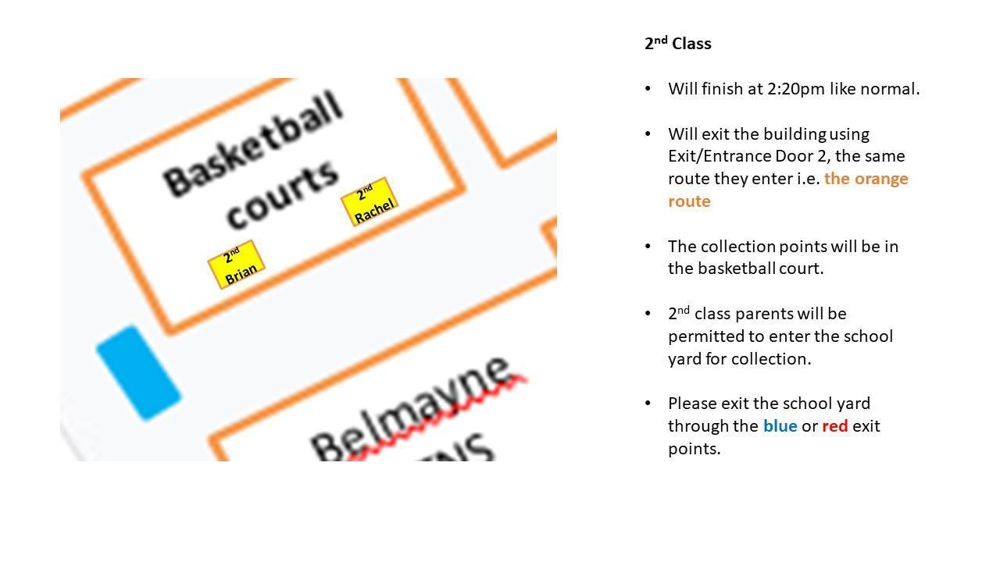 Basketball
courts
2nd
Rachel
2nd
Brian
Belmayne
2nd Class
• Will finish at 2:20pm like normal.
• Will exit the building using
Exit/Entrance Door 2, the same
route they enter i.e. the orange
route
• The collection points will be in
the basketball court.
• 2nd class parents will be
permitted to enter the school
yard for collection.
• Please exit the school yard
through the blue or red exit
points.